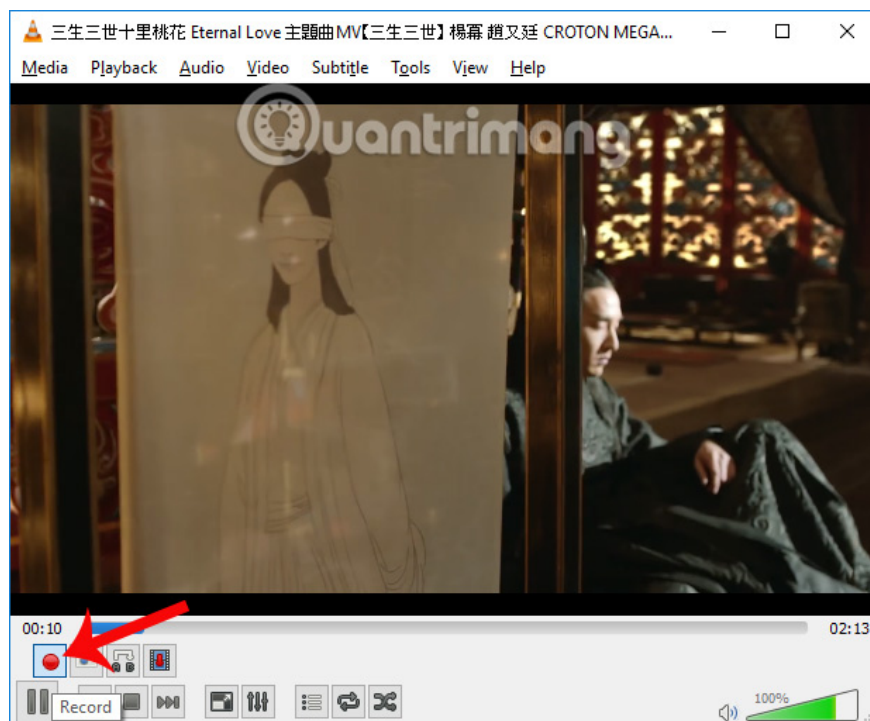 三生三世十里桃花 Eternal Love 主題曲MV【三生三世】楊冪 趙又廷 CROTON MEGA...
Media Playback Audio Video Subtitle Tools View Help
Quantrimang
00:10 02:13
A B
Record
100%